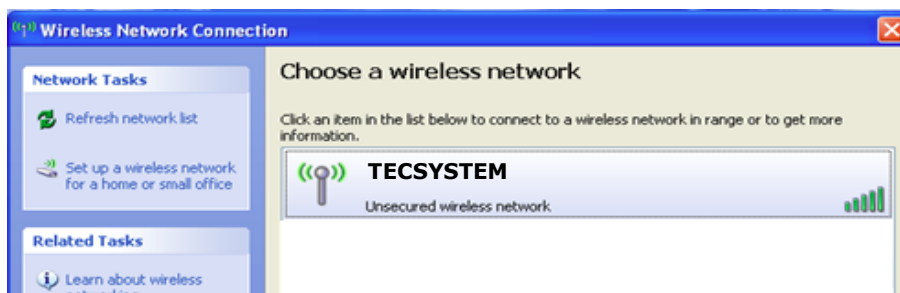 Wireless Network Connection
Network Tasks
Refresh network list
Set up a wireless network
for a home or small office
Related Tasks
Learn about wireless
Choose a wireless network
Click an item in the list below to connect to a wireless network in range or to get more
information.
TECSYSTEM
Unsecured wireless network